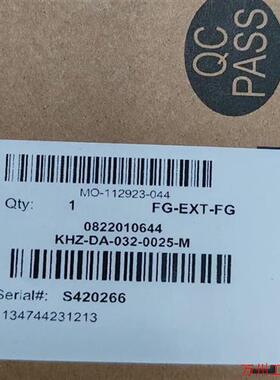 QC
PASS
MO-112923-044
Qty: 1 FG-EXT-FG
0822010644
KHZ-DA-032-0025-M
Serial#: S420266
134744231213